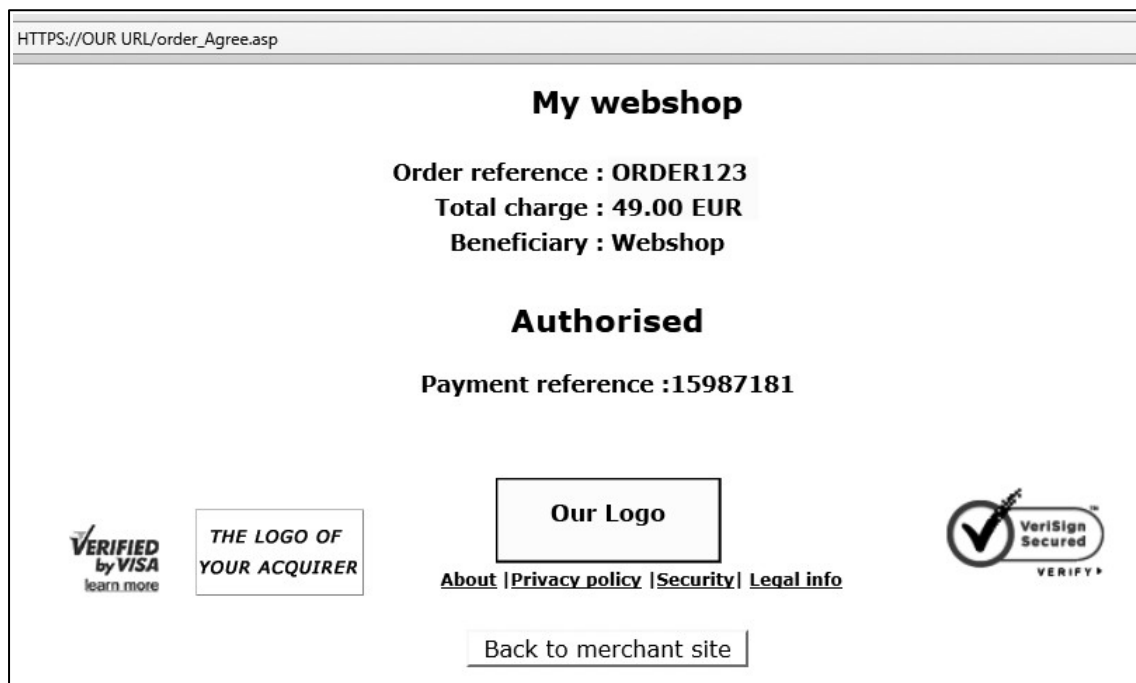 HTTPS://OUR URL/order_Agree.asp
My webshop
Order reference : ORDER123
Total charge : 49.00 EUR
Beneficiary : Webshop
Authorised
Payment reference :15987181
VERIFIED
by VISA
learn more
THE LOGO OF
YOUR ACQUIRER
Our Logo
About |Privacy policy |Security| Legal info
VeriSign™
Secured
VERIFY
Back to merchant site